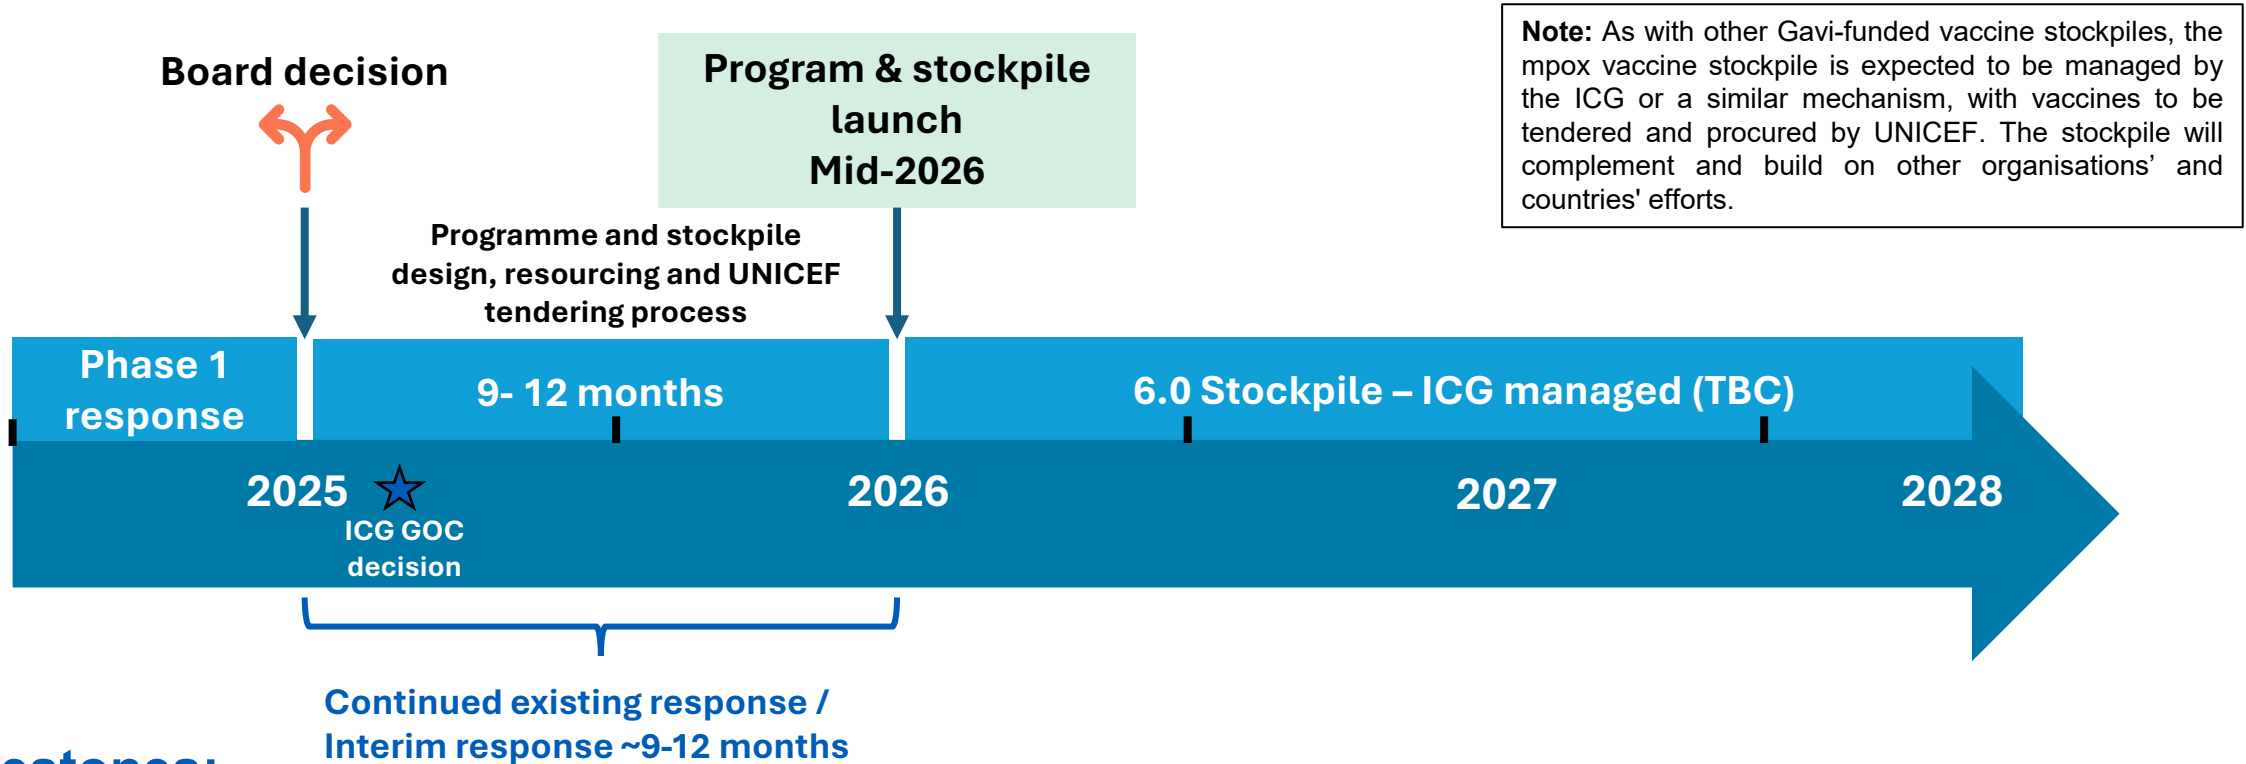 Board decision
Program & stockpile
launch
Mid-2026
Note: As with other Gavi-funded vaccine stockpiles, the
mpox vaccine stockpile is expected to be managed by
the ICG or a similar mechanism, with vaccines to be
tendered and procured by UNICEF. The stockpile will
complement and build on other organisations’ and
countries' efforts.
Programme and stockpile
design, resourcing and UNICEF
tendering process
Phase 1
response
9- 12 months
6.0 Stockpile – ICG managed (TBC)
2025
2026
2027
2028
ICG GOC
decision
Continued existing response /
Interim response ~9-12 months